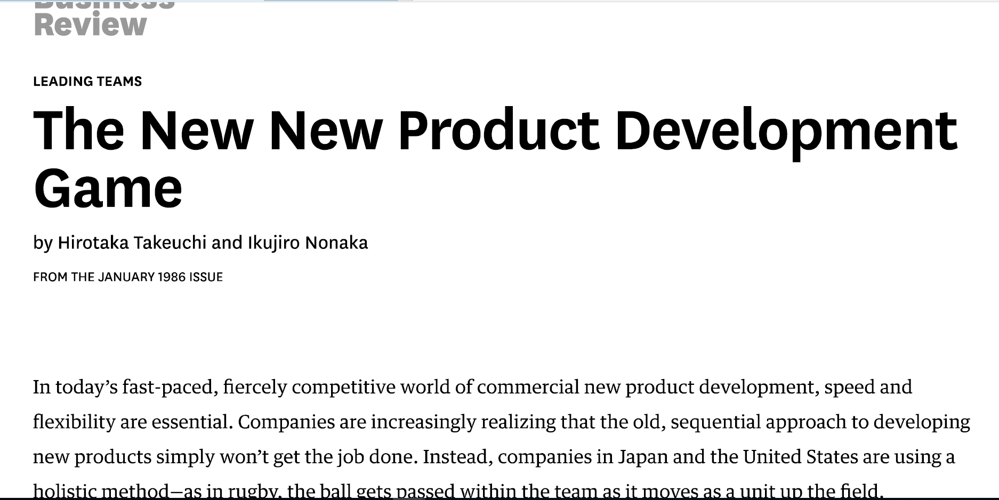 Business
Review
LEADING TEAMS
The New New Product Development
Game
by Hirotaka Takeuchi and Ikujiro Nonaka
FROM THE JANUARY 1986 ISSUE
In today’s fast-paced, fiercely competitive world of commercial new product development, speed and
flexibility are essential. Companies are increasingly realizing that the old, sequential approach to developing
new products simply won’t get the job done. Instead, companies in Japan and the United States are using a
holistic method—as in rugby, the ball gets passed within the team as it moves as a unit up the field.